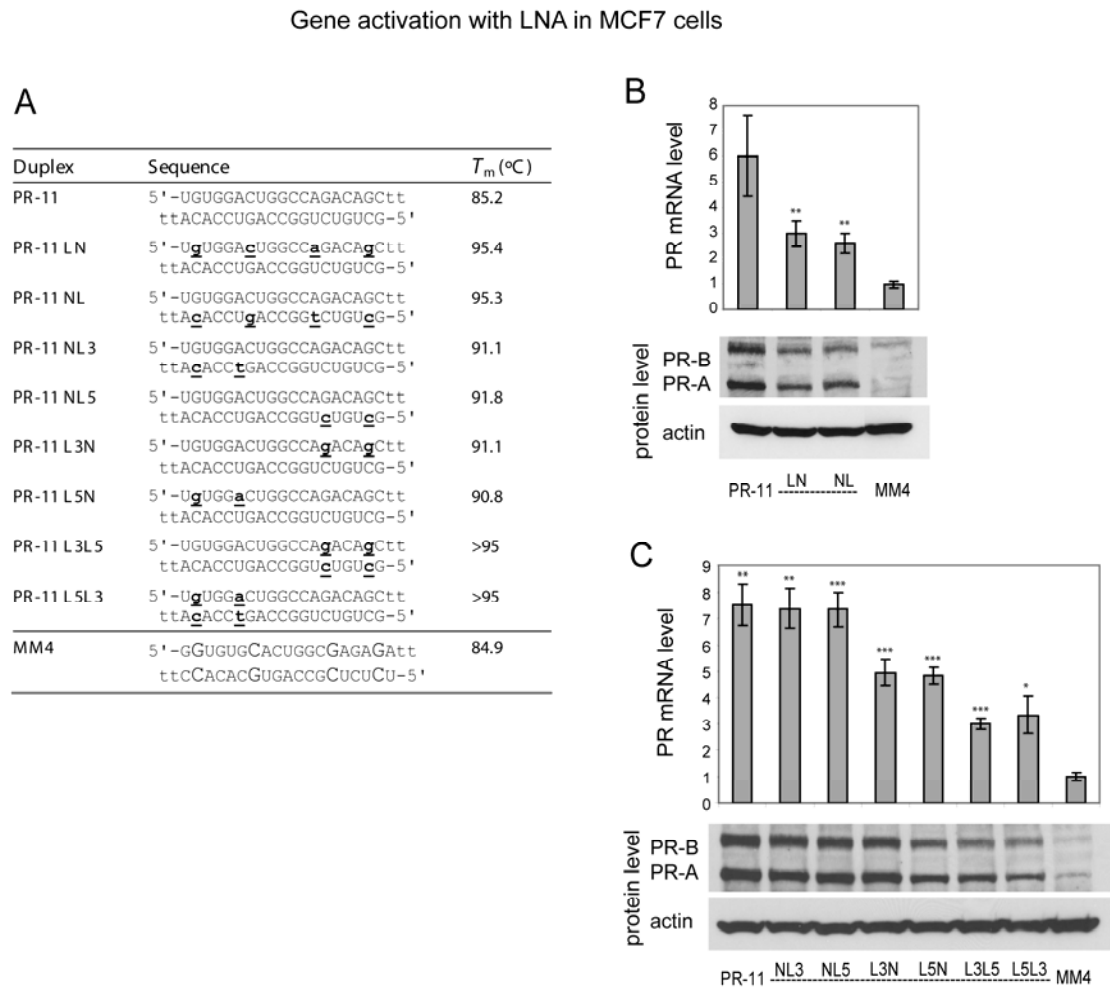 Gene activation with LNA in MCF7 cells
A
Duplex Sequence Tm (°C)
PR-11 5'-UGUGGACUGGCCAGACAGCtt 85.2
ttACACCUGACCGGUCUGUCG-5'
PR-11 LN 5'-UgUGGAcUGGCCaGACAgCtt 95.4
ttACACCUGACCGGUCUGUCG-5'
PR-11 NL 5'-UGUGGACUGGCCAGACAGCtt 95.3
ttAcACCUgACCGGtCUGUcG-5'
PR-11 NL3 5'-UGUGGACUGGCCAGACAGCtt 91.1
ttAcACCtGACCGGUCUGUCG-5'
PR-11 NL5 5'-UGUGGACUGGCCAGACAGCtt 91.8
ttACACCUGACCGGUcUGUcG-5'
PR-11 L3N 5'-UGUGGACUGGCCAgACAgCtt 91.1
ttACACCUGACCGGUCUGUCG-5'
PR-11 L5N 5'-UgUGGaCUGGCCAGACAGCtt 90.8
ttACACCUGACCGGUCUGUCG-5'
PR-11 L3L5 5'-UGUGGACUGGCCAgACAgCtt >95
ttACACCUGACCGGUcUGUcG-5'
PR-11 L5L3 5'-UgUGGaCUGGCCAGACAGCtt >95
ttAcACCtGACCGGUCUGUCG-5'
MM4 5'-GGUGUGCACUGGCGAGAGAtt 84.9
ttCCACACGUGACCGCUCUCU-5'
B
PR mRNA level
8
7
6
5
4
3
2
1
0
** **
protein level
PR-B
PR-A
actin
PR-11 LN NL MM4
C
PR mRNA level
9
8
7
6
5
4
3
2
1
0
** ** *** *** *** *** *
protein level
PR-B
PR-A
actin
PR-11 NL3 NL5 L3N L5N L3L5 L5L3 MM4